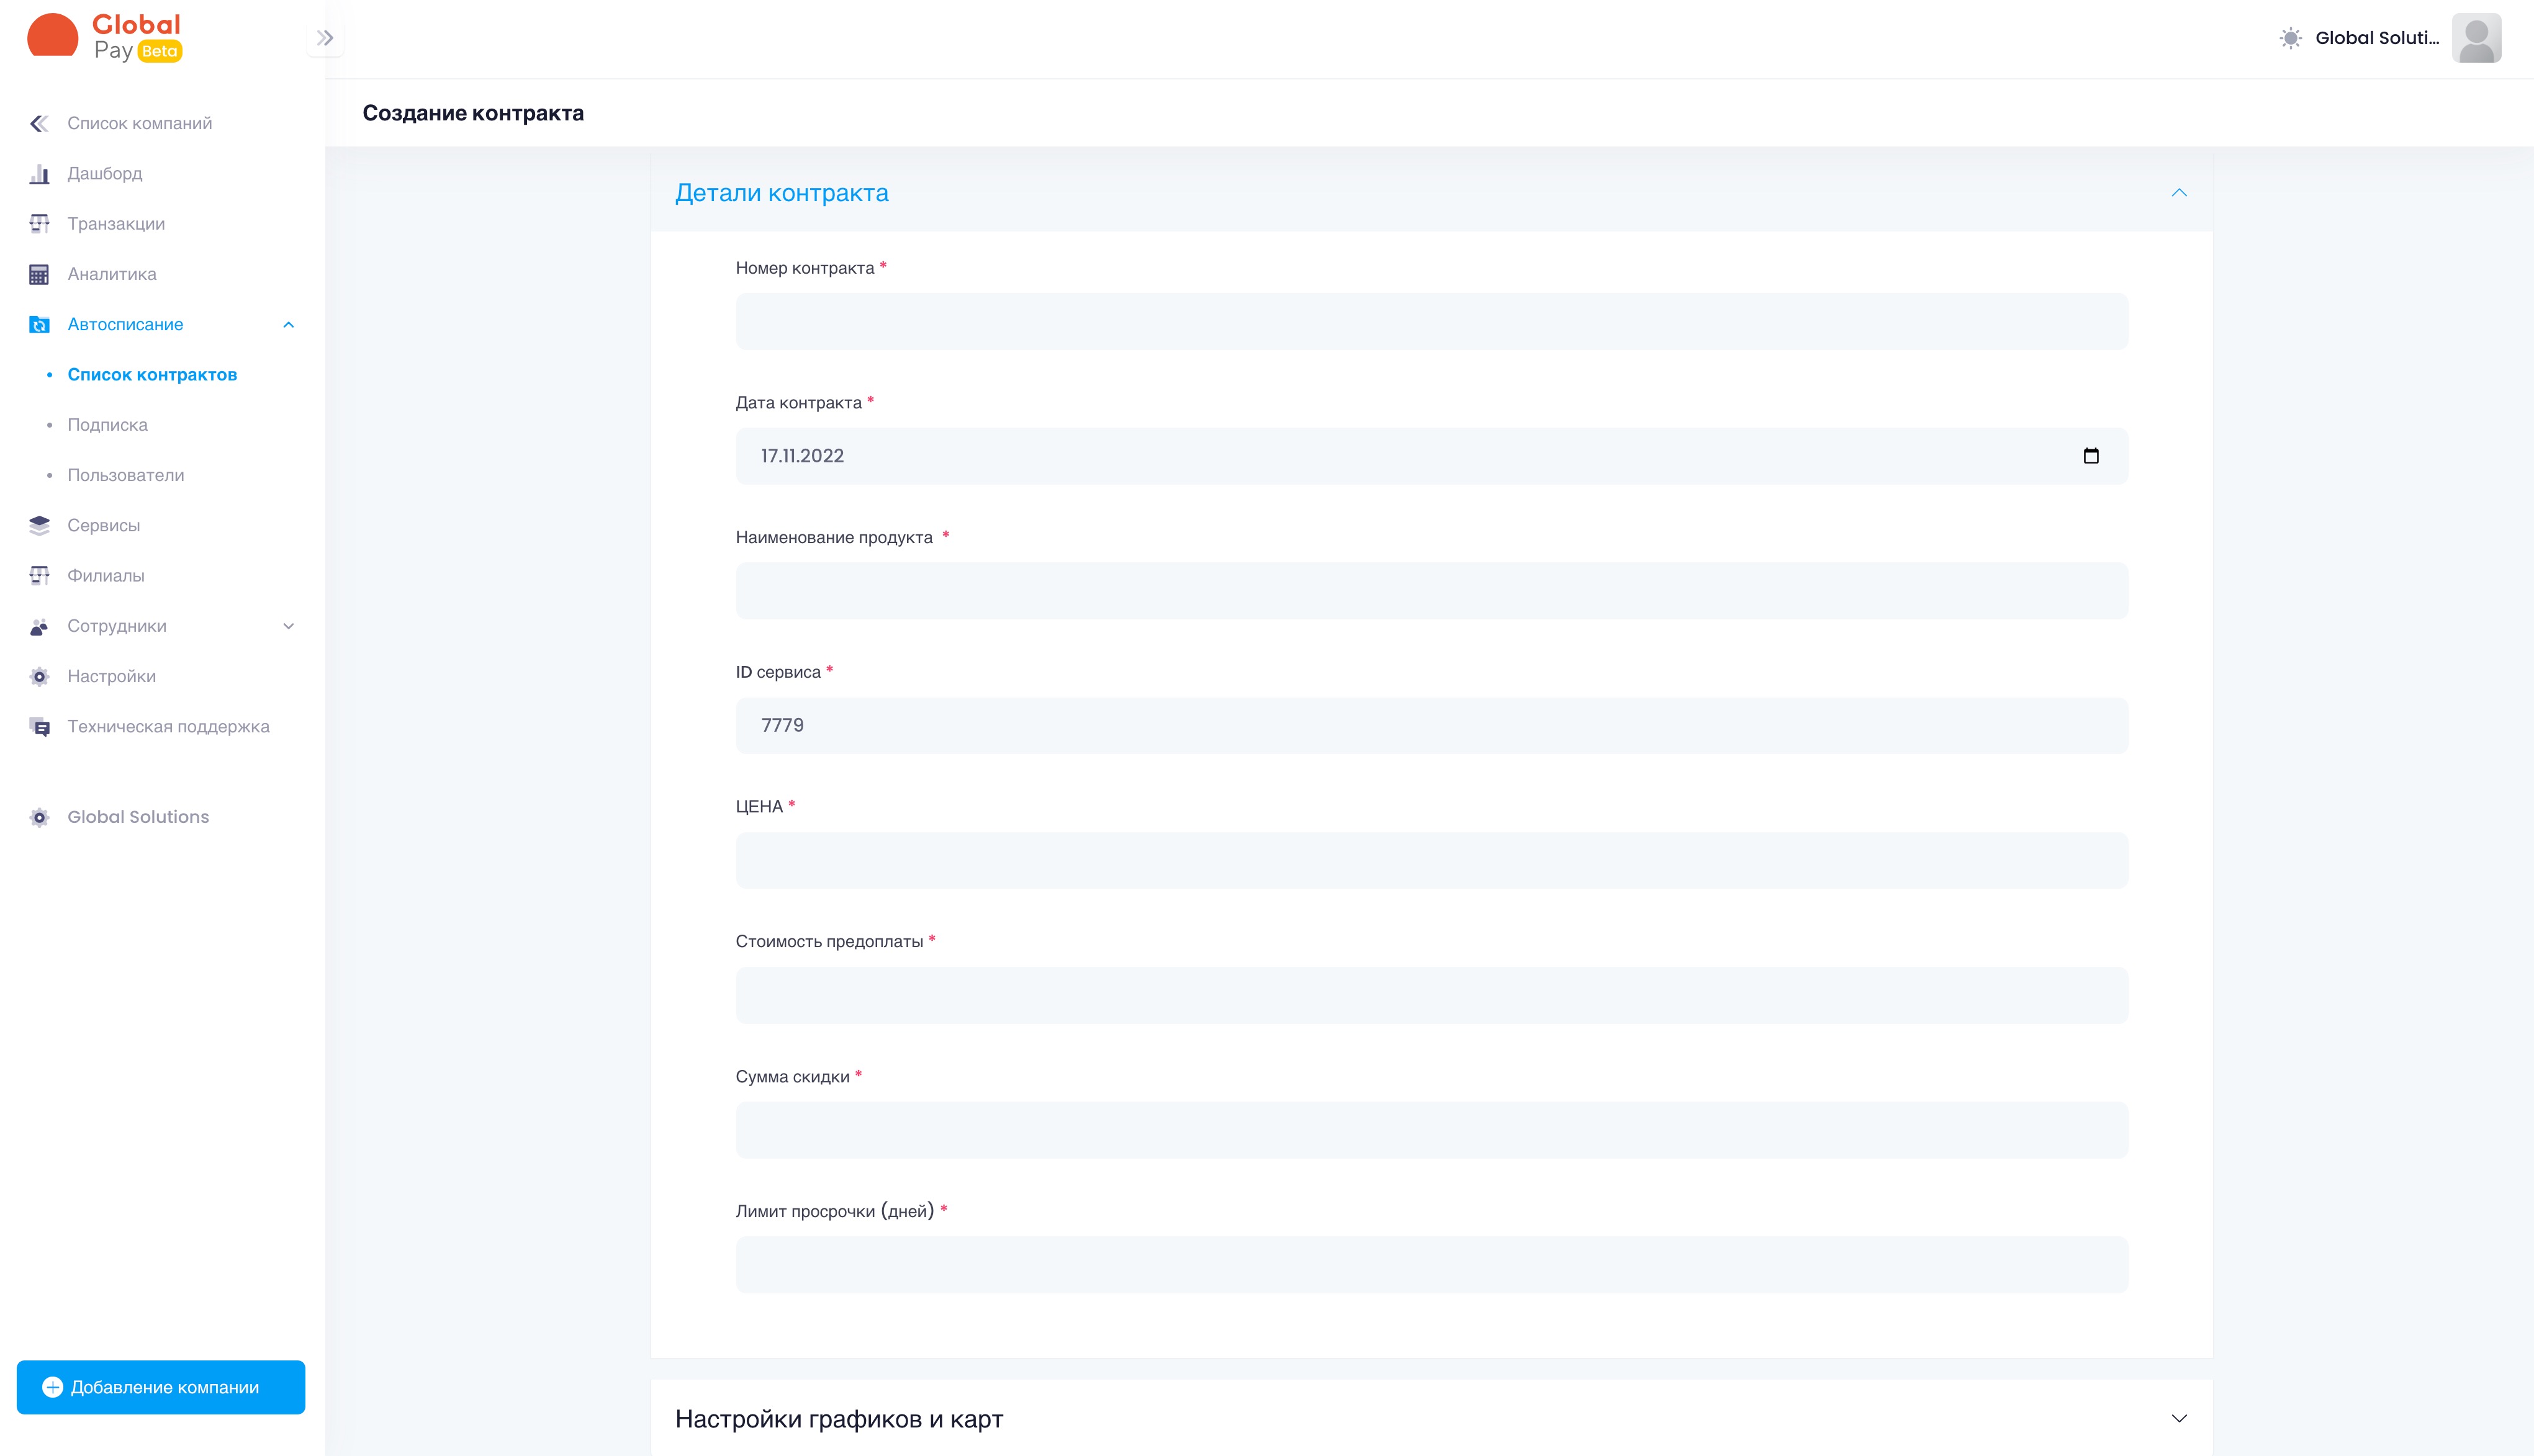 Global
Pay Beta
Global Soluti...
Список компаний
Дашборд
Транзакции
Аналитика
Автосписание
Список контрактов
Подписка
Пользователи
Сервисы
Филиалы
Сотрудники
Настройки
Техническая поддержка
Global Solutions
Добавление компании
Создание контракта
Детали контракта
Номер контракта *
Дата контракта *
17.11.2022
Наименование продукта *
ID сервиса *
7779
ЦЕНА *
Стоимость предоплаты *
Сумма скидки *
Лимит просрочки (дней) *
Настройки графиков и карт